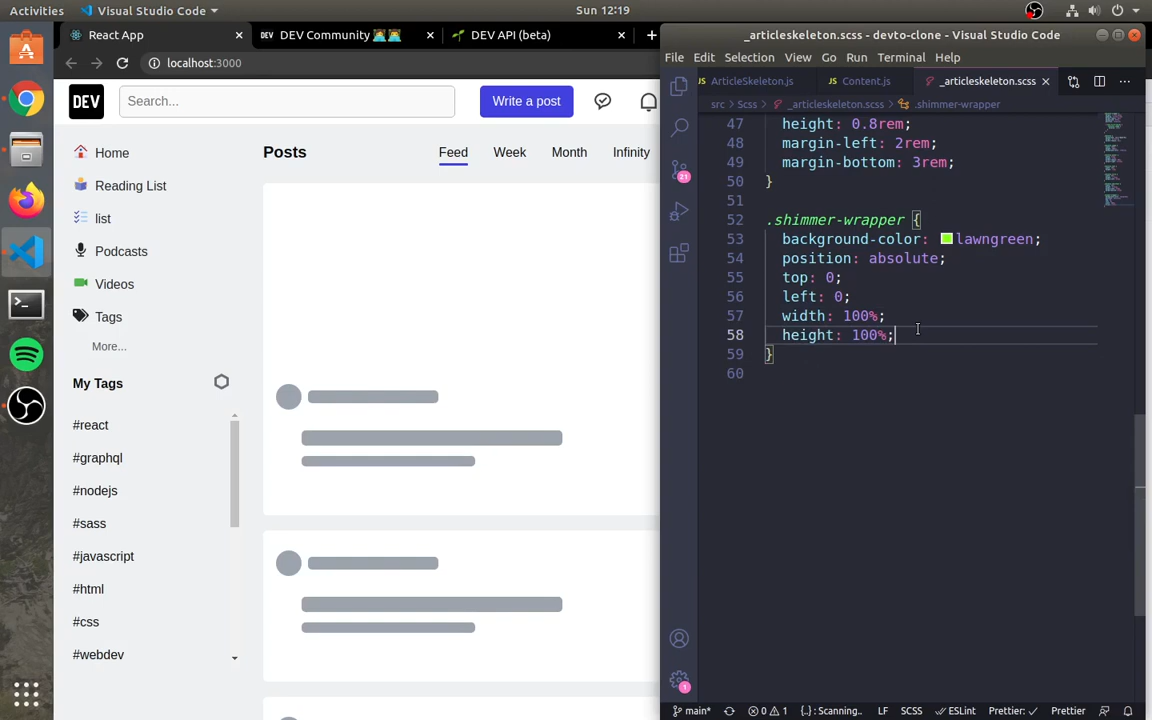 Activities
Visual Studio Code
Sun 12:19
React App
DEV Community
DEV API (beta)
localhost:3000
DEV
Search...
Write a post
Home
Reading List
list
Podcasts
Videos
Tags
More...
My Tags
#react
#graphql
#nodejs
#sass
#javascript
#html
#css
#webdev
Posts
Feed
Week
Month
Infinity
_articleskeleton.scss - devto-clone - Visual Studio Code
File Edit Selection View Go Run Terminal Help
JS ArticleSkeleton.js
JS Content.js
_articleskeleton.scss
src > Scss > _articleskeleton.scss > .shimmer-wrapper
47 height: 0.8rem;
48 margin-left: 2rem;
49 margin-bottom: 3rem;
50 }
51
52 .shimmer-wrapper {
53 background-color: lawngreen;
54 position: absolute;
55 top: 0;
56 left: 0;
57 width: 100%;
58 height: 100%;
59 }
60
21
1
main*
0 1
{..} : Scanning..
LF
SCSS
ESLint
Prettier:
Prettier